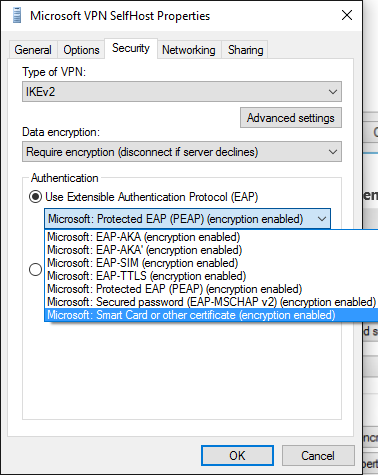 Microsoft VPN SelfHost Properties
General Options Security Networking Sharing
Type of VPN:
IKEv2
Advanced settings
Data encryption:
Require encryption (disconnect if server declines)
Authentication
Use Extensible Authentication Protocol (EAP)
Microsoft: Protected EAP (PEAP) (encryption enabled)
Microsoft: EAP-AKA (encryption enabled)
Microsoft: EAP-AKA' (encryption enabled)
Microsoft: EAP-SIM (encryption enabled)
Microsoft: EAP-TTLS (encryption enabled)
Microsoft: Protected EAP (PEAP) (encryption enabled)
Microsoft: Secured password (EAP-MSCHAP v2) (encryption enabled)
Microsoft: Smart Card or other certificate (encryption enabled)
OK Cancel